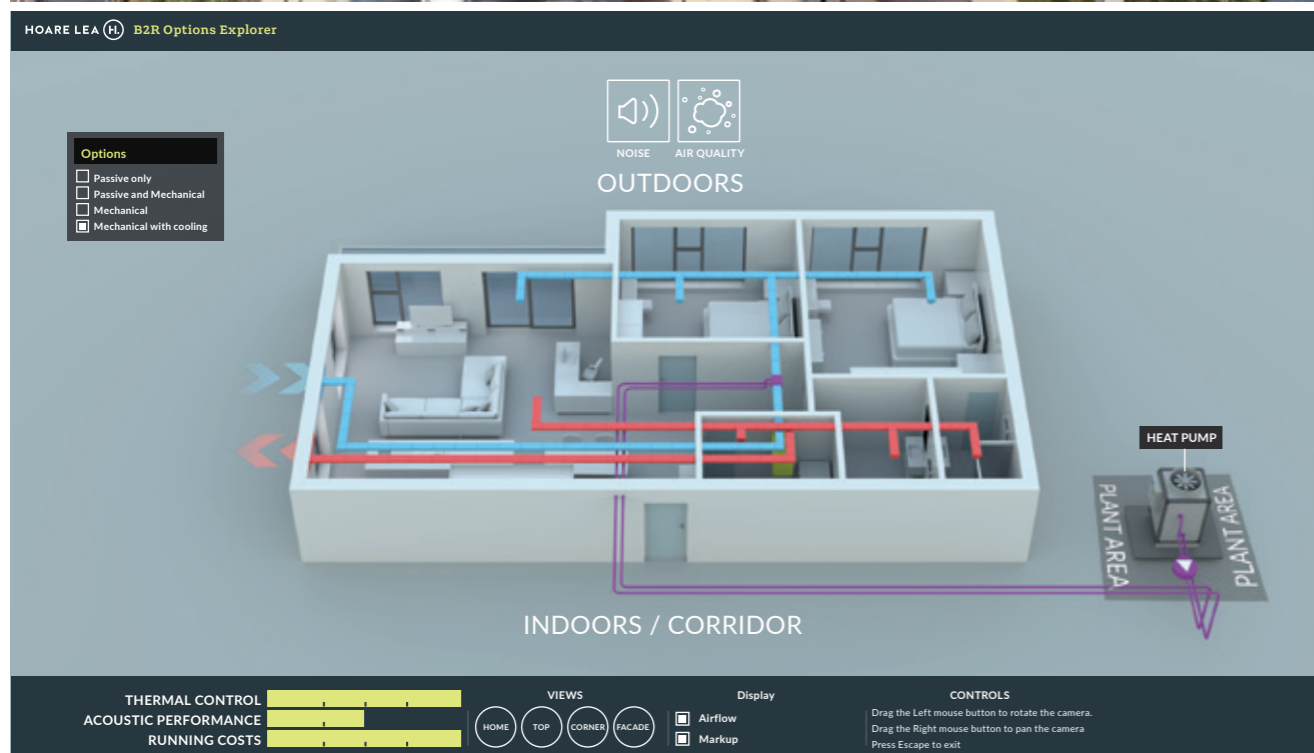 HOARE LEA H. B2R Options Explorer
NOISE AIR QUALITY
OUTDOORS
Options
Passive only
Passive and Mechanical
Mechanical
Mechanical with cooling
HEAT PUMP
PLANT AREA
PLANT AREA
INDOORS / CORRIDOR
THERMAL CONTROL
ACOUSTIC PERFORMANCE
RUNNING COSTS
VIEWS
HOME TOP CORNER FACADE
Display
Airflow
Markup
CONTROLS
Drag the Left mouse button to rotate the camera.
Drag the Right mouse button to pan the camera
Press Escape to exit